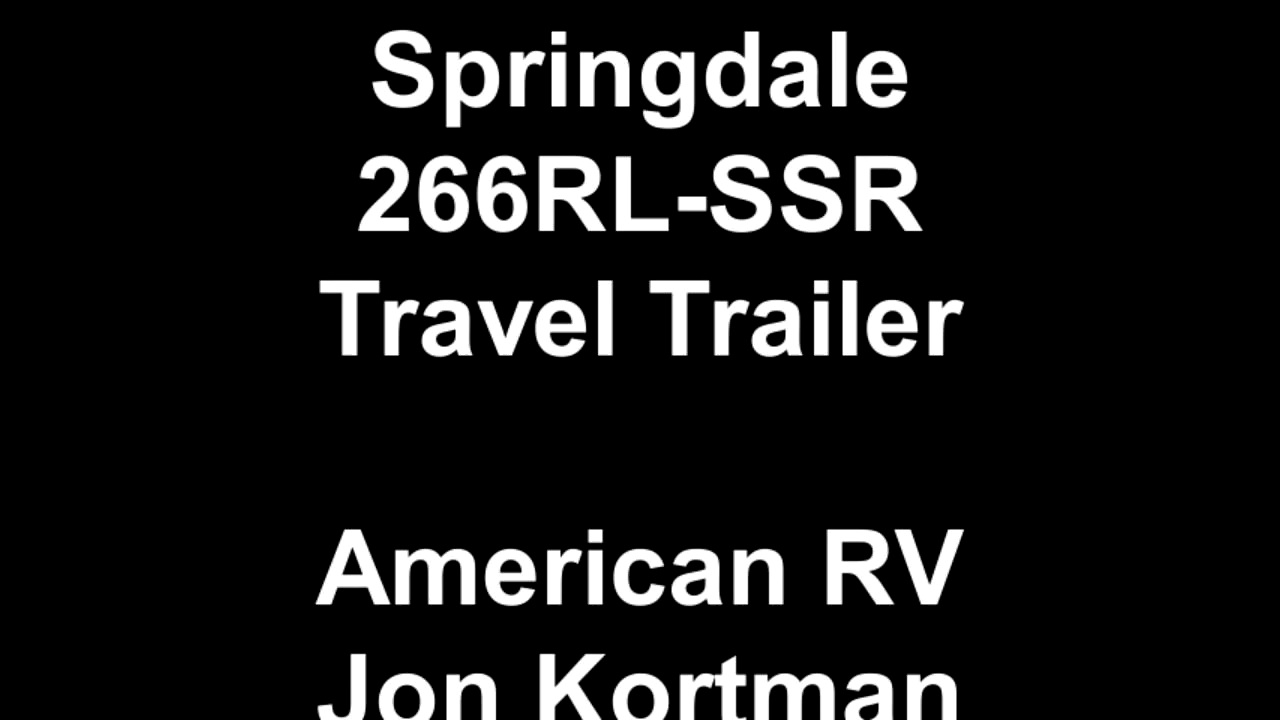 Springdale
266RL-SSR
Travel Trailer
American RV
Jon Kortman